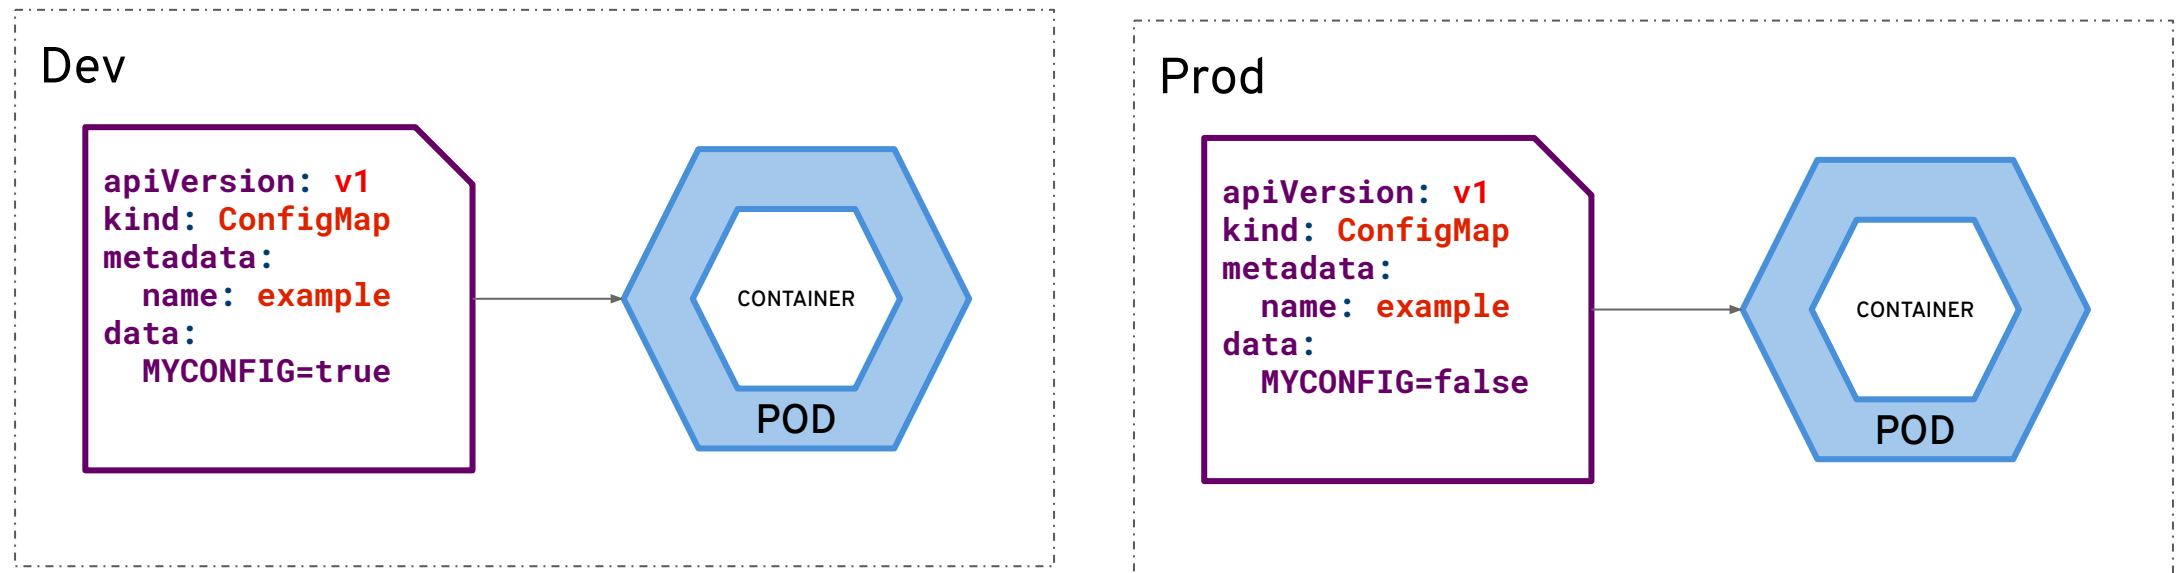 Dev
apiVersion: v1
kind: ConfigMap
metadata:
  name: example
data:
  MYCONFIG=true
CONTAINER
POD
Prod
apiVersion: v1
kind: ConfigMap
metadata:
  name: example
data:
  MYCONFIG=false
CONTAINER
POD